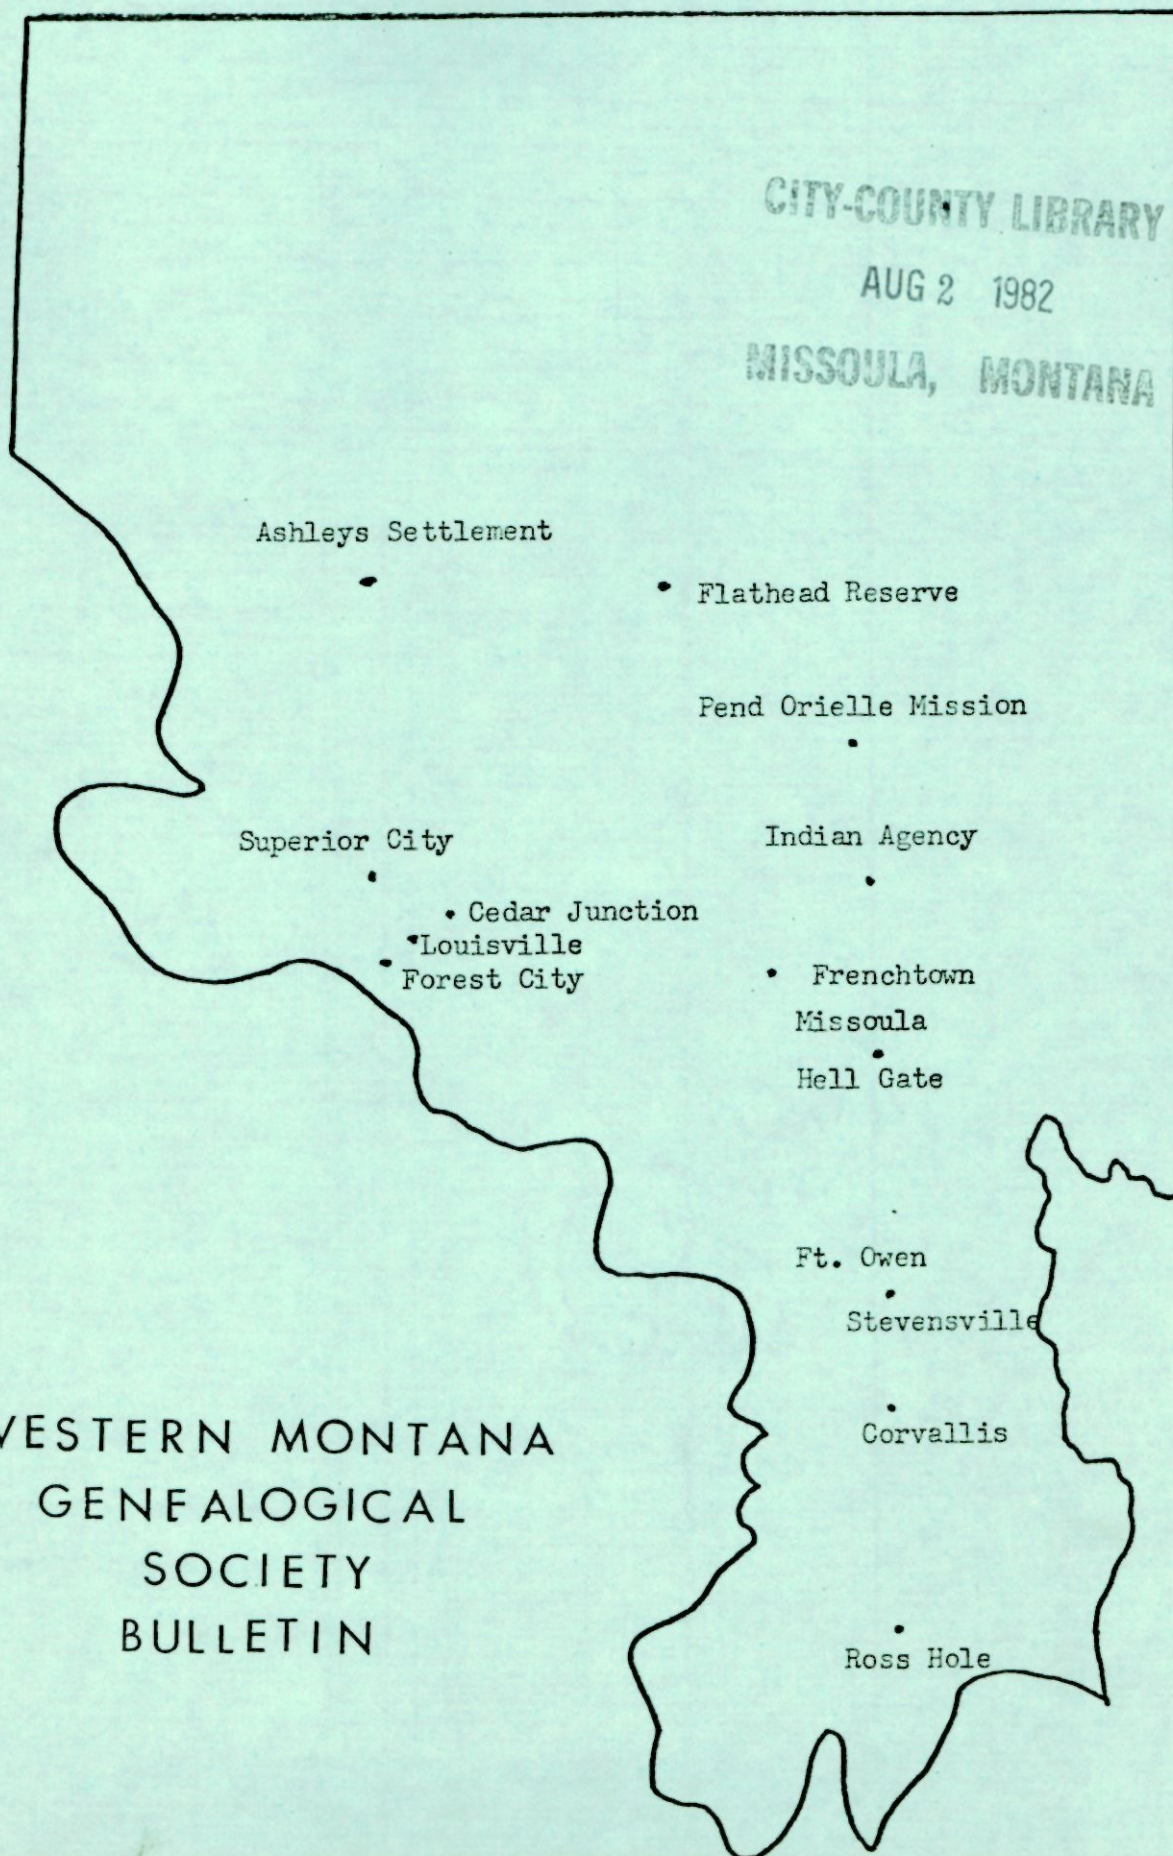 CITY-COUNTY LIBRARY
AUG 2 1982
MISSOULA, MONTANA
Ashleys Settlement
Flathead Reserve
Pend Orielle Mission
Superior City
Indian Agency
Cedar Junction
Louisville
Forest City
Frenchtown
Missoula
Hell Gate
Ft. Owen
Stevensville
Corvallis
WESTERN MONTANA
GENEALOGICAL
SOCIETY
BULLETIN
Ross Hole